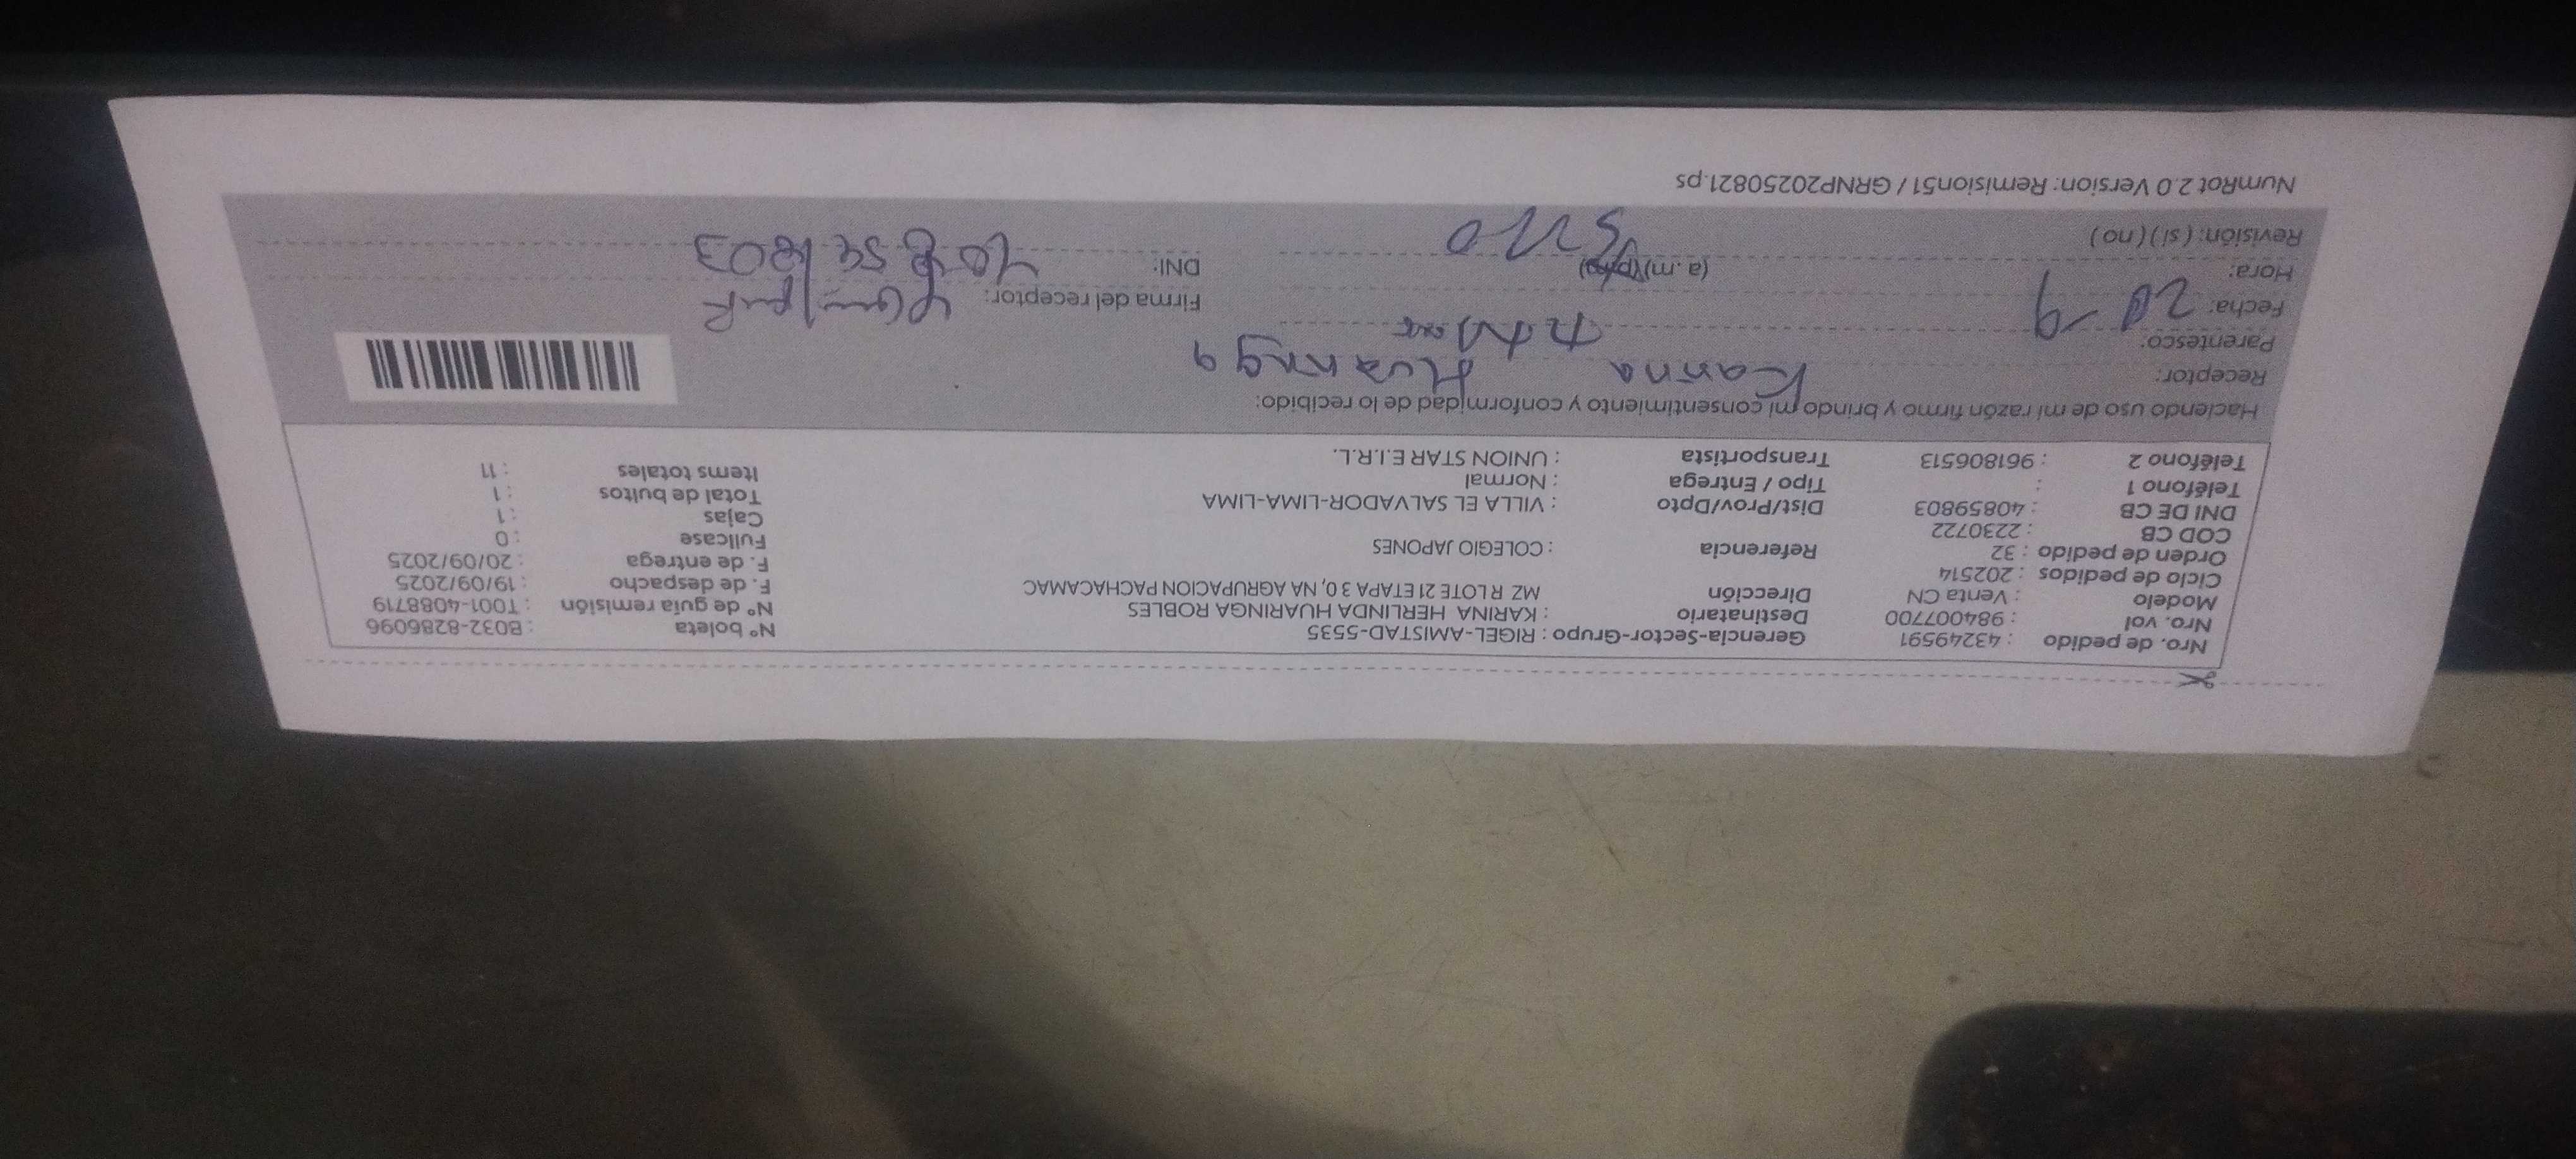 Nro. de pedido : 43249591 Gerencia-Sector-Grupo : RIGEL-AMISTAD-5535 N° boleta : B032-8286096
Nro. vol : 984007700 Destinatario : KARINA HERLINDA HUARINGA ROBLES N° de guía remisión : T001-4088719
Modelo : Venta CN Dirección MZ R LOTE 21 ETAPA 3 0, NA AGRUPACION PACHACAMAC F. de despacho : 19/09/2025
Ciclo de pedidos : 202514 F. de entrega : 20/09/2025
Orden de pedido : 32 Referencia : COLEGIO JAPONES Fullcase : 0
COD CB : 2230722 Cajas : 1
DNI DE CB : 40859803 Dist/Prov/Dpto : VILLA EL SALVADOR-LIMA-LIMA Total de bultos : 1
Teléfono 1 : Tipo / Entrega : Normal Items totales : 11
Teléfono 2 : 961806513 Transportista : UNION STAR E.I.R.L.
Haciendo uso de mi razón firmo y brindo mi consentimiento y conformidad de lo recibido:
Receptor: Karina
Parentesco:
Fecha: 20 - 9 Firma del receptor:
Hora: (a.m) (p.m) DNI:
Revisión: ( si ) ( no )
NumRot 2.0 Version: Remision51 / GRNP20250821.ps